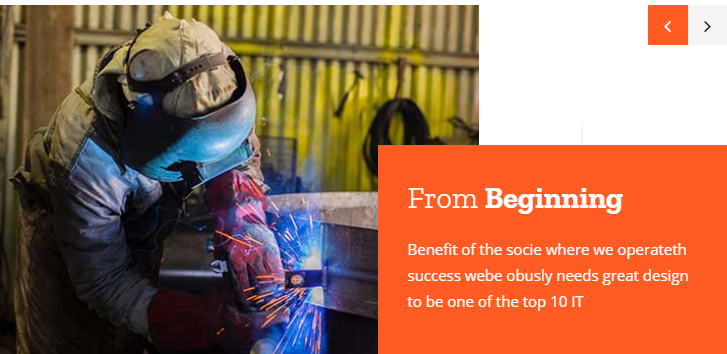 From Beginning
Benefit of the socie where we operateth
success webe obusly needs great design
to be one of the top 10 IT